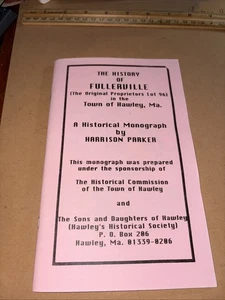 THE HISTORY
OF
FULLERVILLE
(The Original Proprietors Lot 56)
in the
Town of Hawley, Ma.
A Historical Monograph
by
HARRISON PARKER
This monograph was prepared
under the sponsorship of
The Historical Commission
of the Town of Hawley
and
The Sons and Daughters of Hawley
(Hawley's Historical Society)
P. O. Box 206
Hawley, Ma. 01339-0206